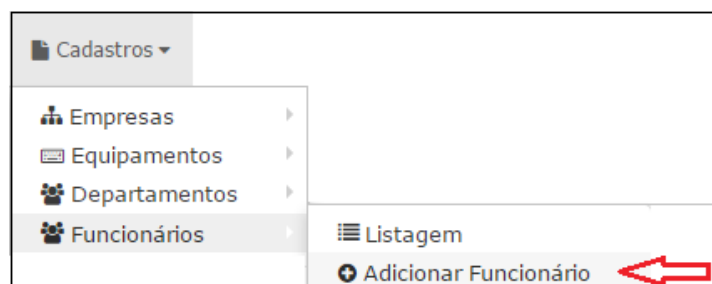 Cadastros
Empresas
Equipamentos
Departamentos
Funcionários
Listagem
Adicionar Funcionário